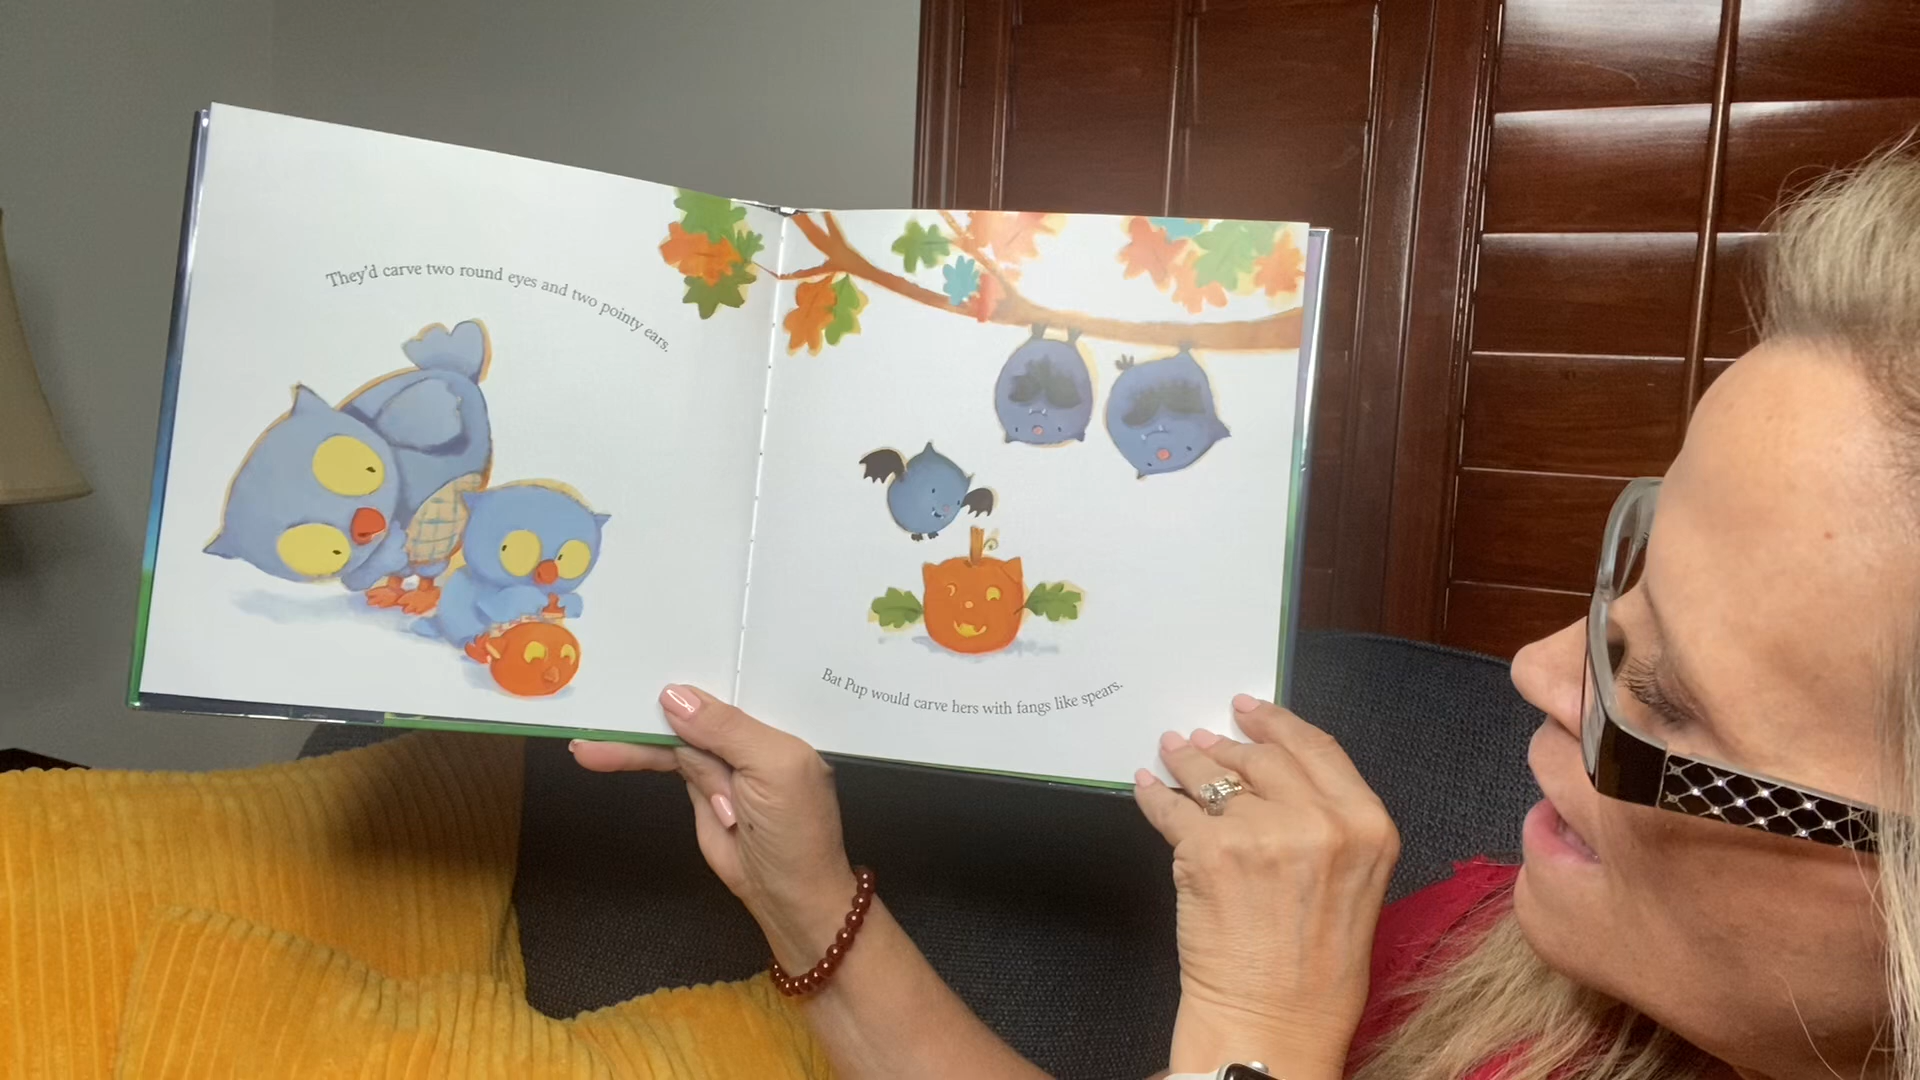 They'd carve two round eyes and two pointy ears.
Bat Pup would carve hers with fangs like spears.